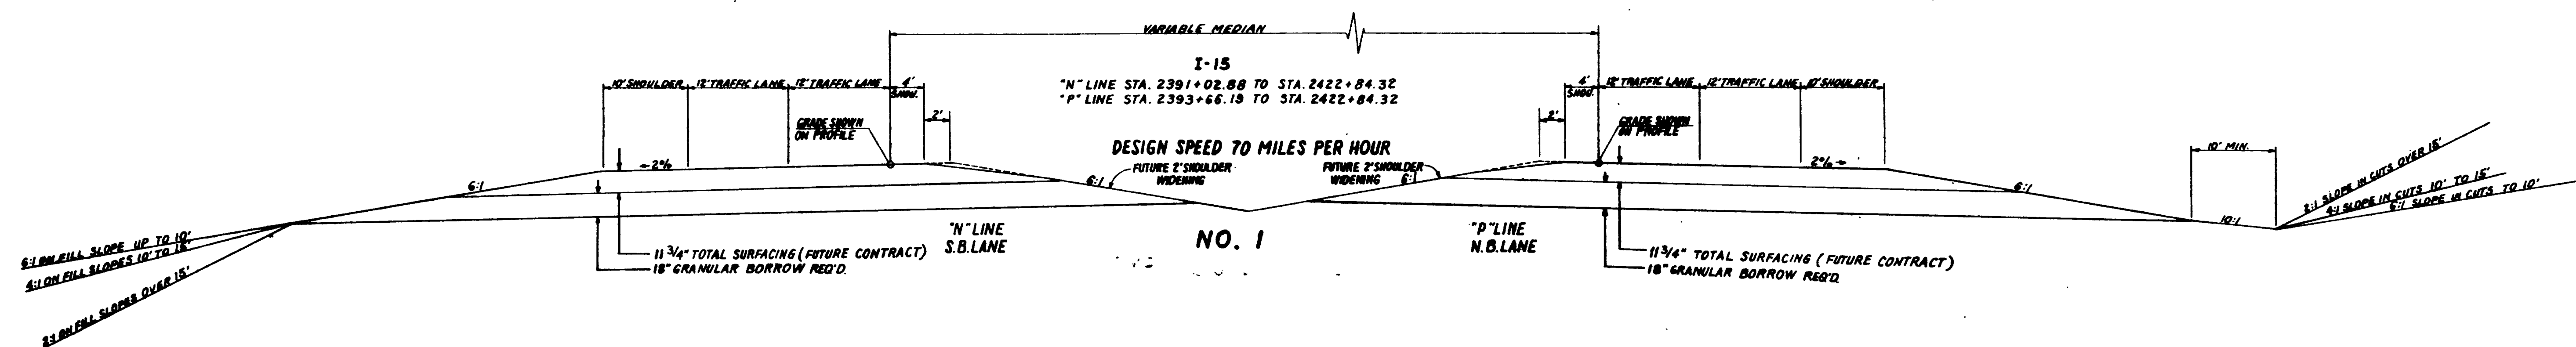 VARIABLE MEDIAN
I-15
"N" LINE STA. 2391+02.88 TO STA. 2422+84.32
"P" LINE STA. 2393+66.19 TO STA. 2422+84.32
10' SHOULDER 12' TRAFFIC LANE 12' TRAFFIC LANE 4' SHOU.
4' SHOU. 12' TRAFFIC LANE 12' TRAFFIC LANE 10' SHOULDER
2'
2'
GRADE SHOWN
ON PROFILE
GRADE SHOWN
ON PROFILE
DESIGN SPEED 70 MILES PER HOUR
FUTURE 2' SHOULDER
WIDENING
FUTURE 2' SHOULDER
WIDENING
←2%
2%→
6:1
6:1
6:1
6:1
10' MIN.
10:1
2:1 SLOPE IN CUTS OVER 15'
4:1 SLOPE IN CUTS 10' TO 15'
6:1 SLOPE IN CUTS TO 10'
6:1 ON FILL SLOPE UP TO 10'
4:1 ON FILL SLOPES 10' TO 15'
2:1 ON FILL SLOPES OVER 15'
11 3/4" TOTAL SURFACING (FUTURE CONTRACT)
18" GRANULAR BORROW REQ'D.
"N" LINE
S.B. LANE
NO. 1
"P" LINE
N.B. LANE
11 3/4" TOTAL SURFACING (FUTURE CONTRACT)
18" GRANULAR BORROW REQ'D.